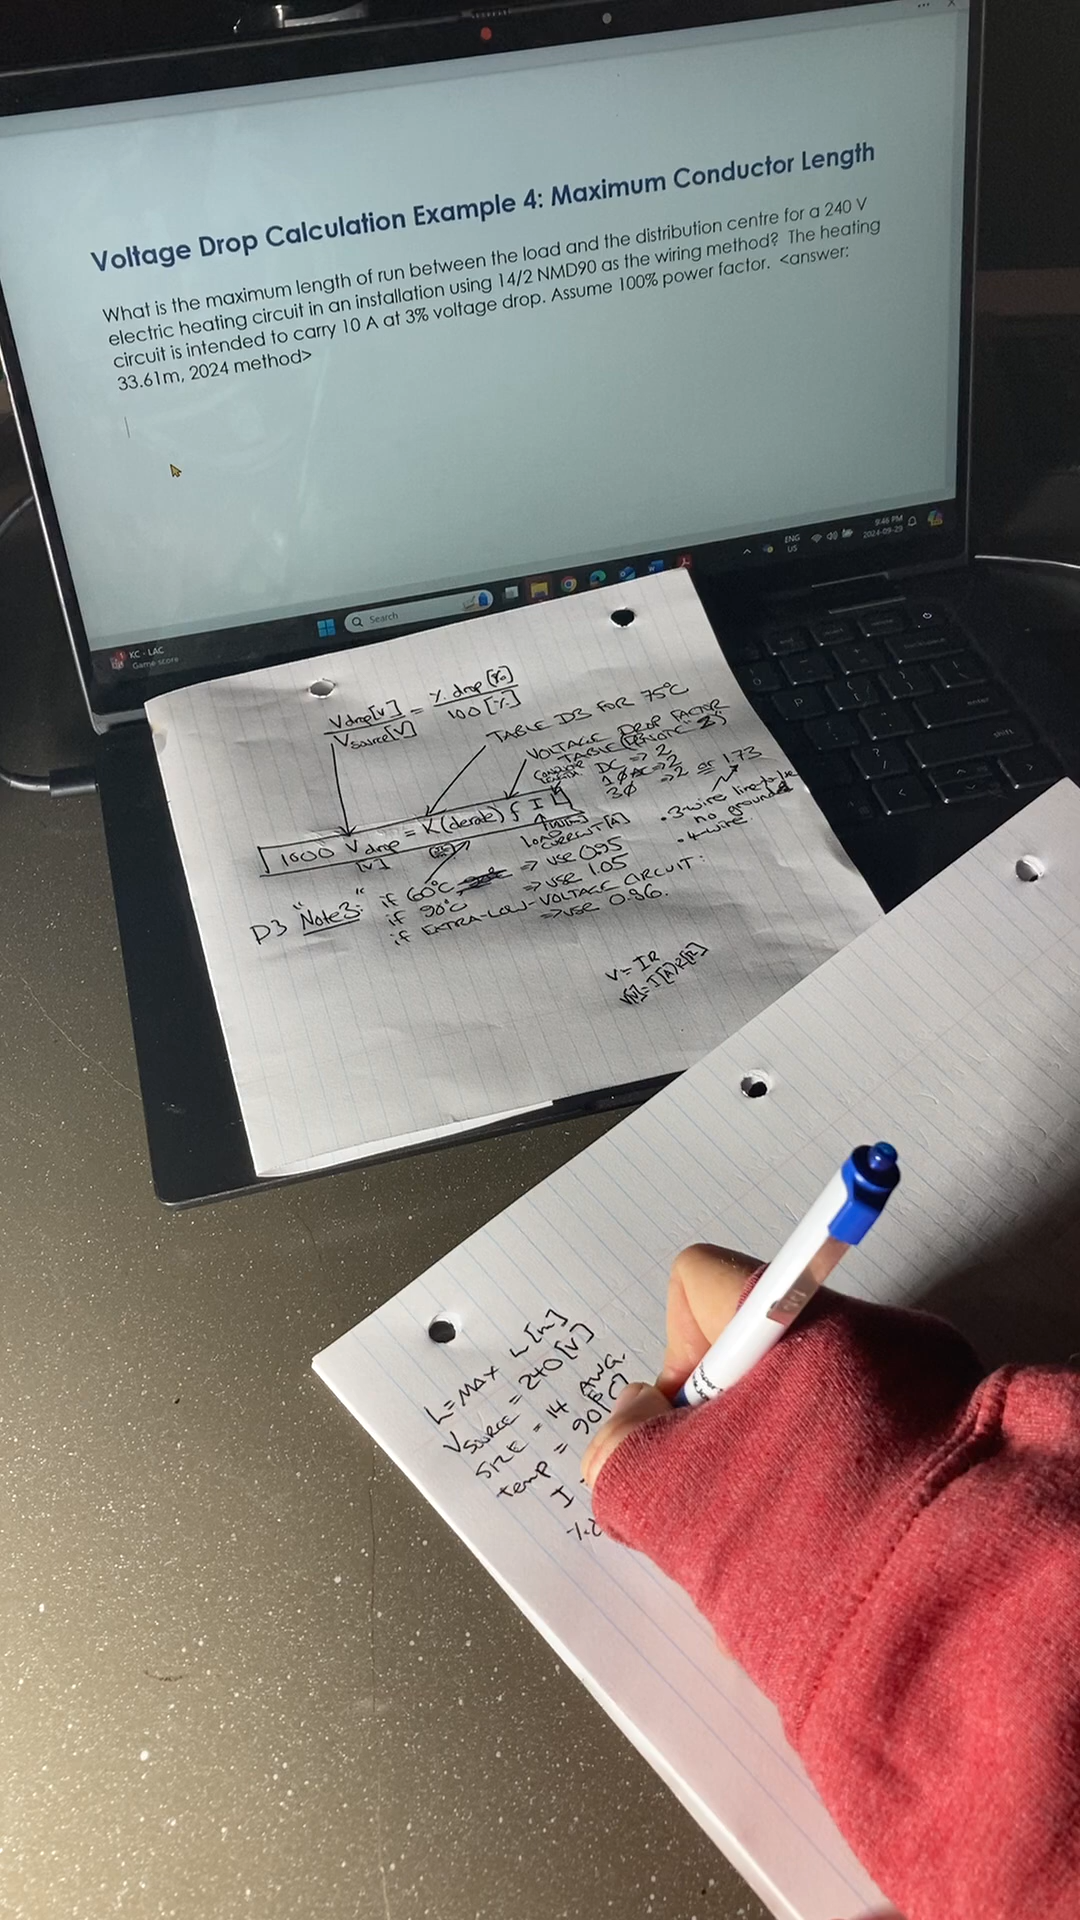 Voltage Drop Calculation Example 4: Maximum Conductor Length
What is the maximum length of run between the load and the distribution centre for a 240 V
electric heating circuit in an installation using 14/2 NMD90 as the wiring method? The heating
circuit is intended to carry 10 A at 3% voltage drop. Assume 100% power factor. <answer:
33.61m, 2024 method>
KC - LAC
Game score
Search
ENG
US
9:46 PM
2024-09-29
Vdrop[V] = %drop[%]
Vsource[V] 100[%]
TABLE D3 FOR 75°C
VOLTAGE DROP FACTOR
TABLE
DC => 2
1Ø AC => 2
3Ø => 2 or 1.73
1000 Vdrop = K(derate) f I L
[V]
LOAD
CURRENT[A]
• 3-wire line to
no ground
• 4-wire
D3 "Note3": if 60°C => USE 0.95
if 90°C => USE 1.05
if EXTRA-LOW-VOLTAGE CIRCUIT:
=> USE 0.86.
V = IR
L = MAX L [m]
VSOURCE = 240 [V]
SIZE = 14 AWG.
temp = 90
I
%